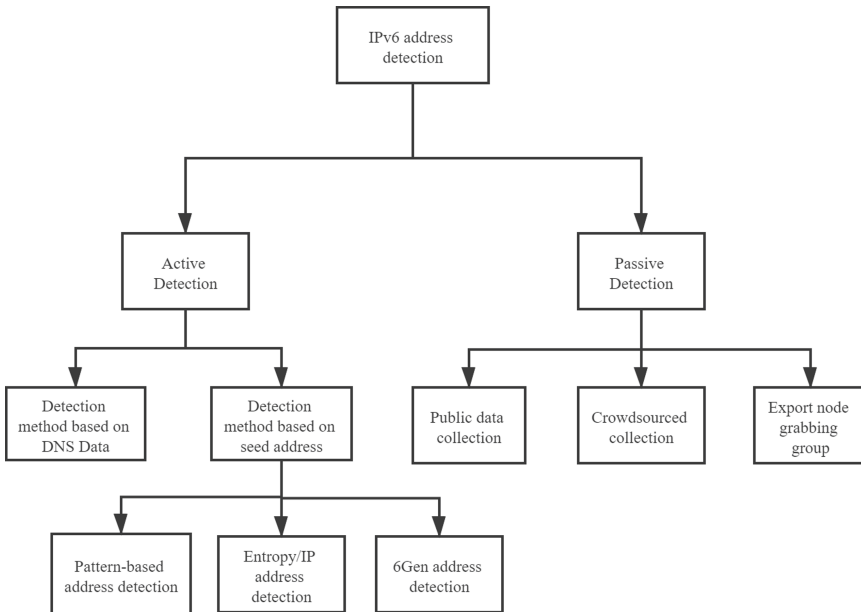 IPv6 address
detection
Active
Detection
Passive
Detection
Detection
method based on
DNS Data
Detection
method based on
seed address
Public data
collection
Crowdsourced
collection
Export node
grabbing
group
Pattern-based
address detection
Entropy/IP
address
detection
6Gen address
detection